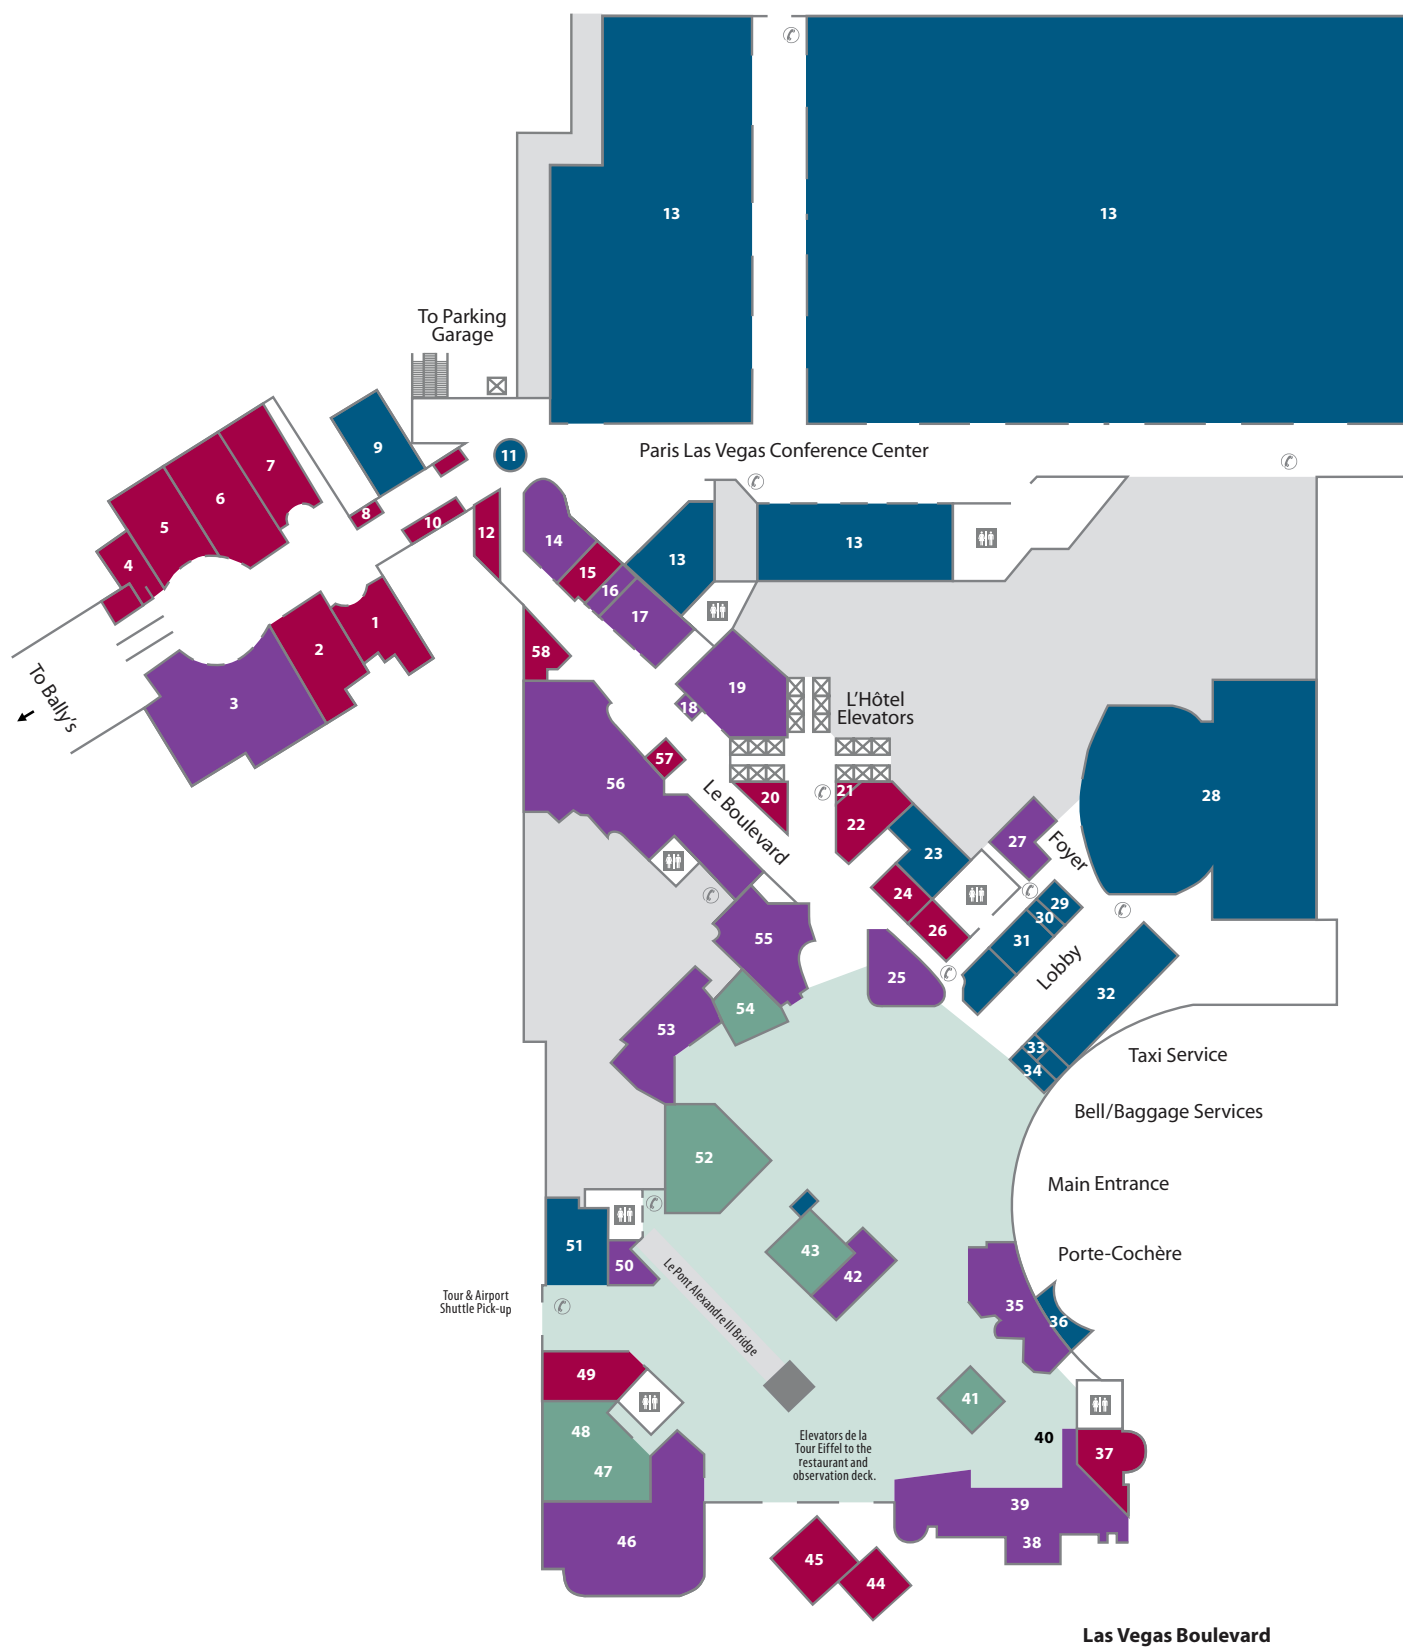 13
13
To Parking
Garage
Paris Las Vegas Conference Center
9
11
7
6
5
8
10
12
4
14
13
13
15
16
17
1
2
58
3
To Bally's
19
18
L'Hôtel
Elevators
57
56
20
21
22
Le Boulevard
28
23
27
Foyer
24
29
30
26
31
55
25
Lobby
32
54
53
33
34
Taxi Service
Bell/Baggage Services
52
Main Entrance
51
50
43
42
Porte-Cochère
Tour & Airport
Shuttle Pick-up
Le Pont Alexandre III Bridge
35
36
49
41
48
47
Elevators de la
Tour Eiffel to the
restaurant and
observation deck.
40
37
39
38
46
45
44
Las Vegas Boulevard